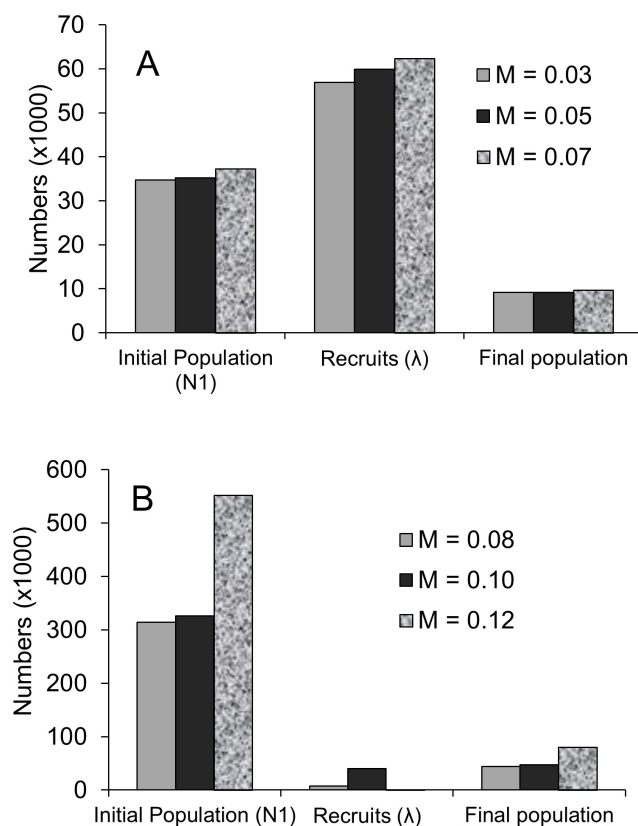 A
Numbers (x1000)
70
60
50
40
30
20
10
0
M = 0.03
M = 0.05
M = 0.07
Initial Population
(N1)
Recruits (λ)
Final population
B
Numbers (x1000)
600
500
400
300
200
100
0
M = 0.08
M = 0.10
M = 0.12
Initial Population (N1)
Recruits (λ)
Final population